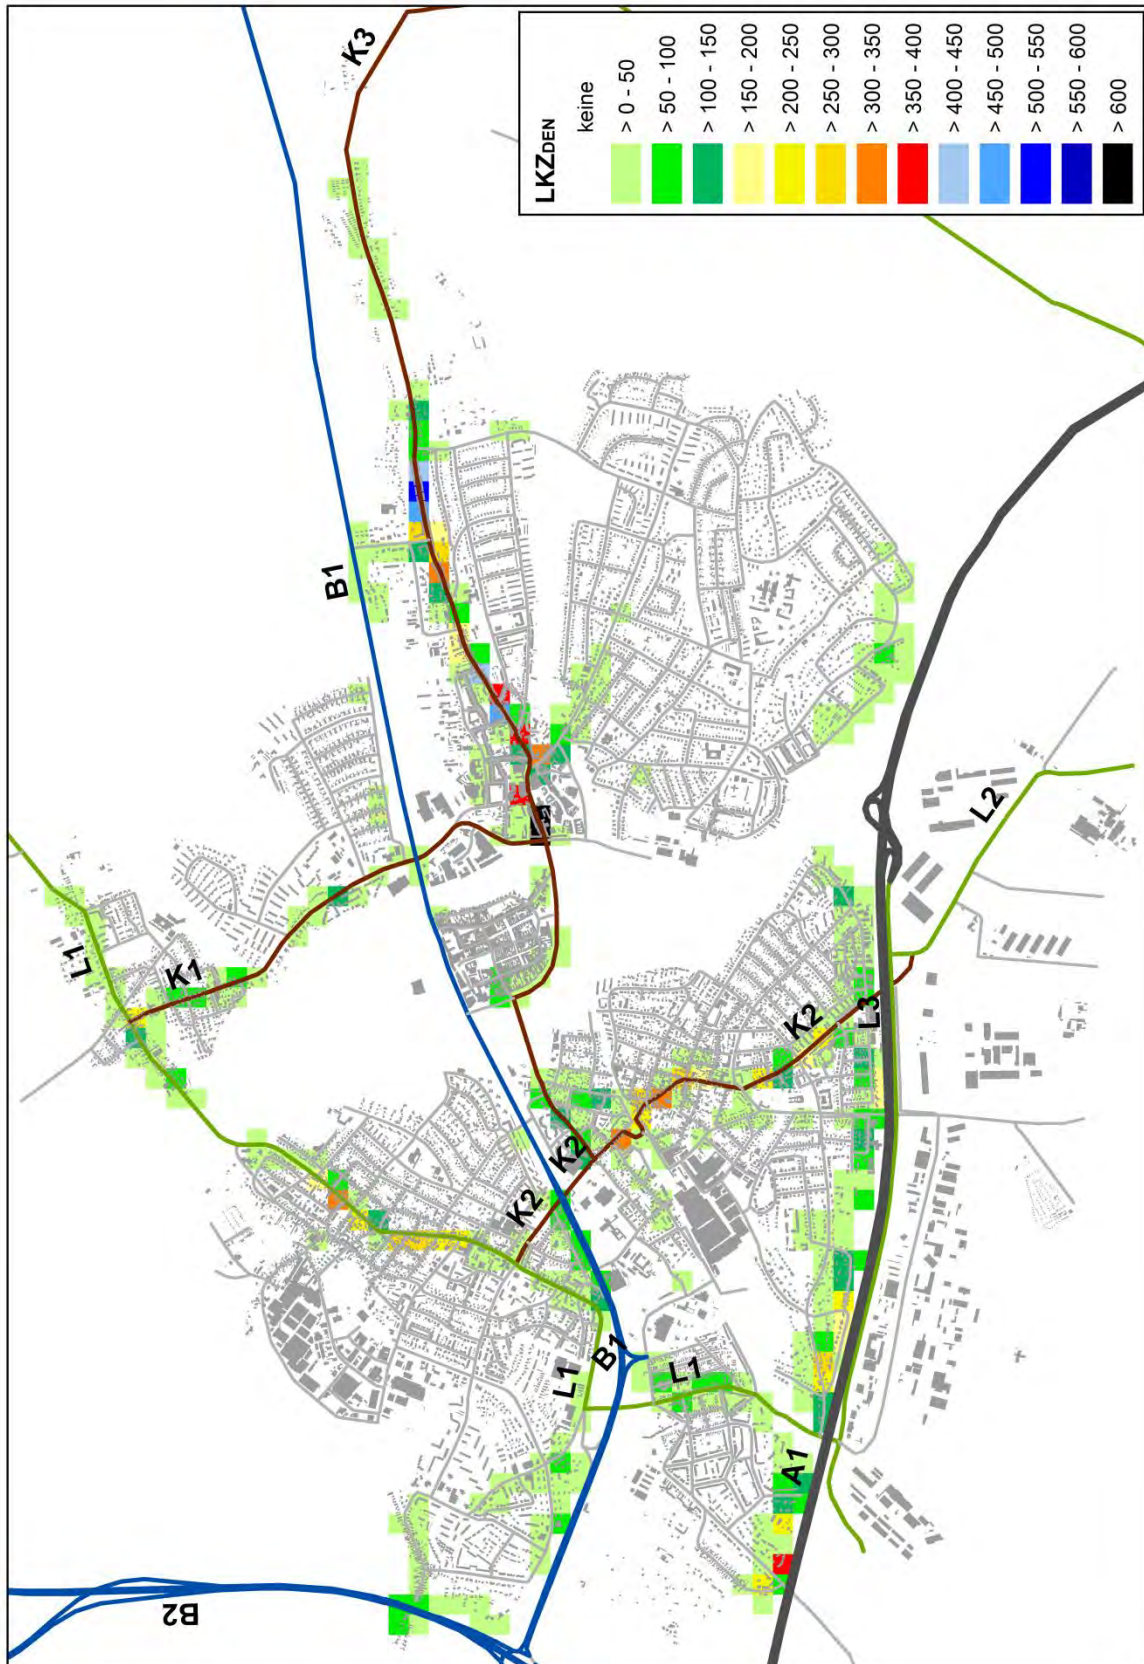 LKZDEN
keine
> 0 - 50
> 50 - 100
> 100 - 150
> 150 - 200
> 200 - 250
> 250 - 300
> 300 - 350
> 350 - 400
> 400 - 450
> 450 - 500
> 500 - 550
> 550 - 600
> 600
K3
B1
L1
K1
L2
L3
K2
K2
K2
B1
L1
L1
A1
B2